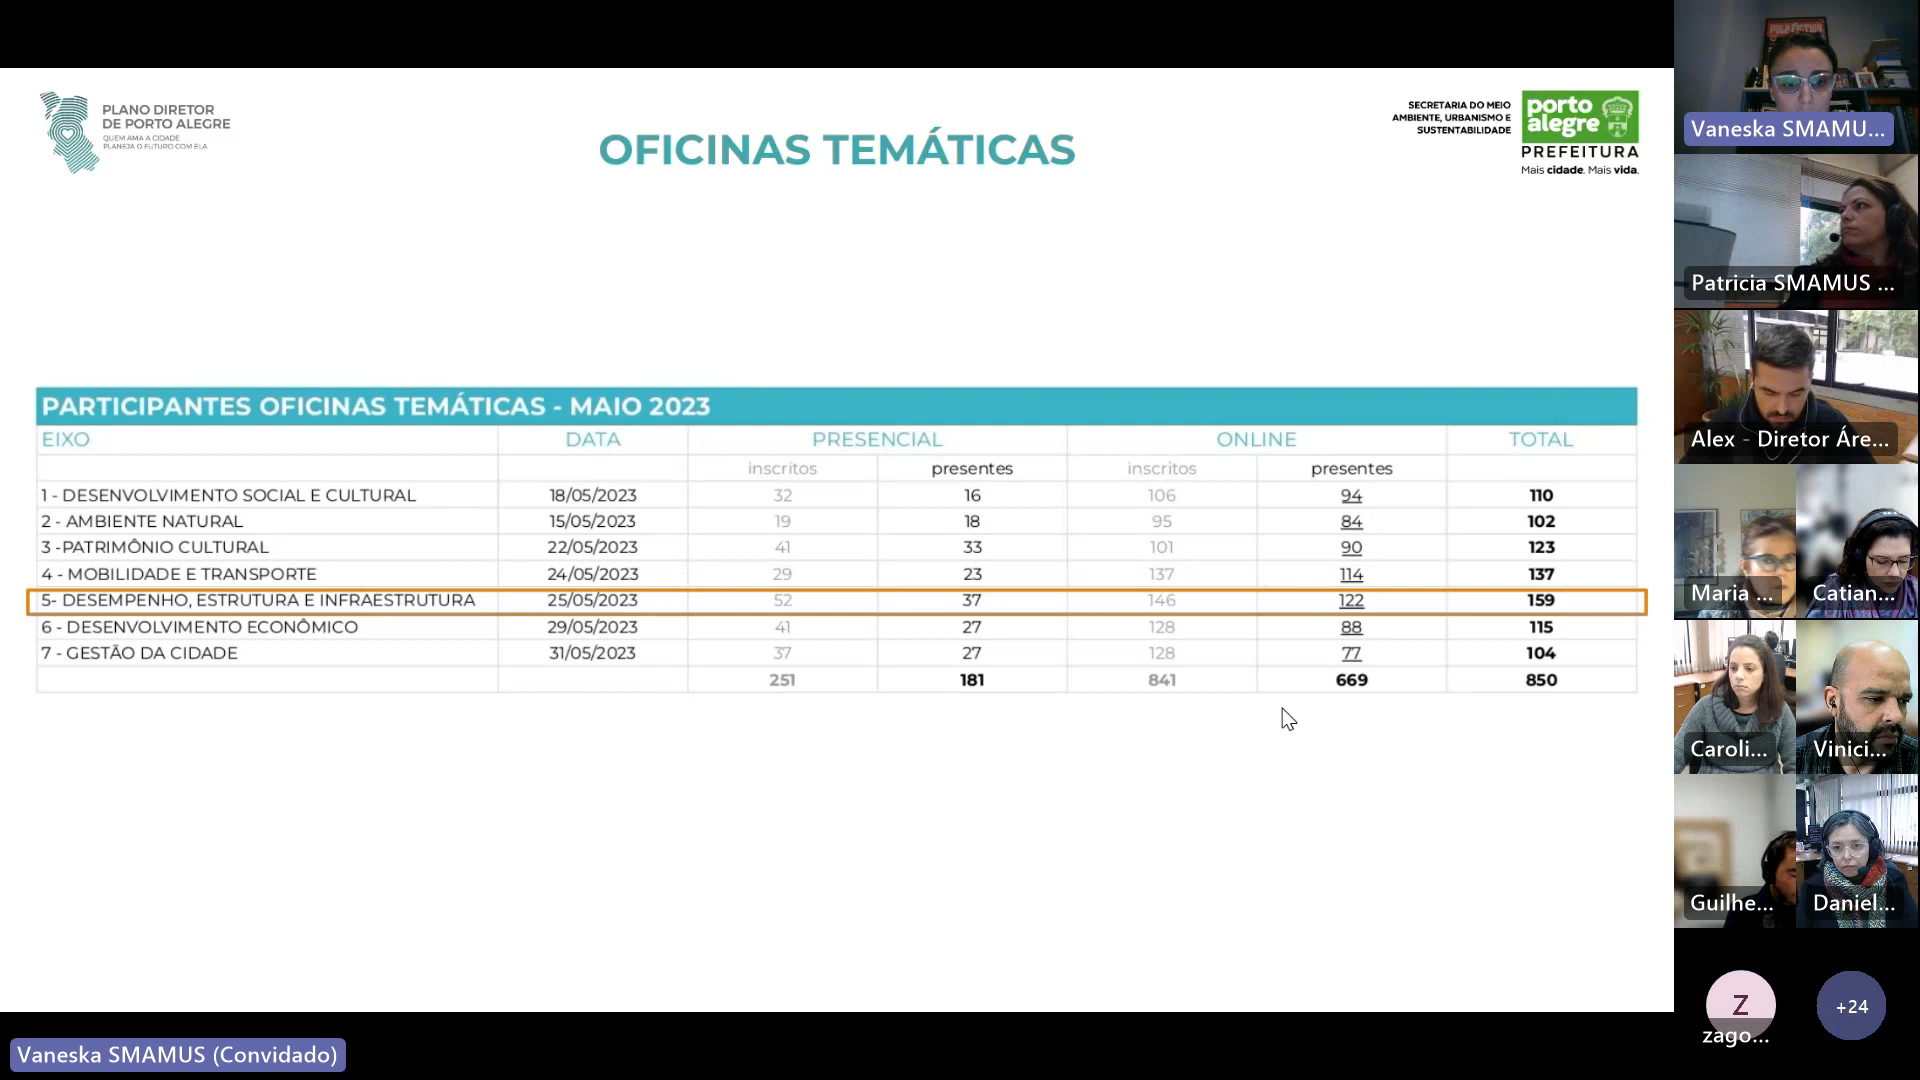 PLANO DIRETOR
DE PORTO ALEGRE
QUEM AMA A CIDADE
PLANEJA O FUTURO COM ELA
OFICINAS TEMÁTICAS
SECRETARIA DO MEIO
AMBIENTE, URBANISMO E
SUSTENTABILIDADE
porto
alegre
PREFEITURA
Mais cidade. Mais vida.
PARTICIPANTES OFICINAS TEMÁTICAS - MAIO 2023
EIXO DATA PRESENCIAL ONLINE TOTAL
inscritos presentes inscritos presentes
1 - DESENVOLVIMENTO SOCIAL E CULTURAL 18/05/2023 32 16 106 94 110
2 - AMBIENTE NATURAL 15/05/2023 19 18 95 84 102
3 -PATRIMÔNIO CULTURAL 22/05/2023 41 33 101 90 123
4 - MOBILIDADE E TRANSPORTE 24/05/2023 29 23 137 114 137
5- DESEMPENHO, ESTRUTURA E INFRAESTRUTURA 25/05/2023 52 37 146 122 159
6 - DESENVOLVIMENTO ECONÔMICO 29/05/2023 41 27 128 88 115
7 - GESTÃO DA CIDADE 31/05/2023 37 27 128 77 104
251 181 841 669 850
PULP FICTION
Vaneska SMAMU...
Patricia SMAMUS ...
Alex - Diretor Áre...
Maria ... Catian...
Caroli... Vinici...
Guilhe... Daniel...
Z +24
zago...
Vaneska SMAMUS (Convidado)